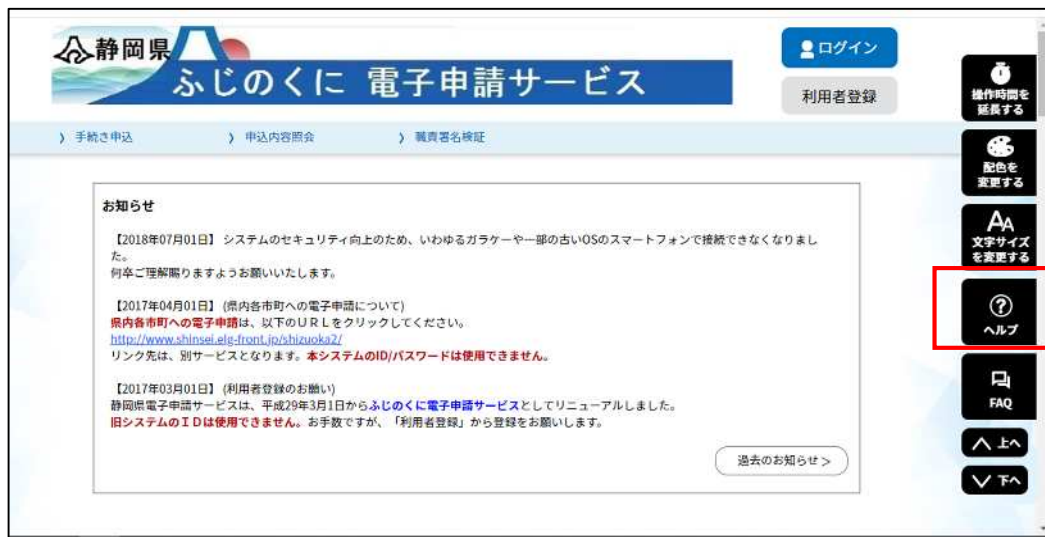 静岡県
ふじのくに 電子申請サービス
ログイン
利用者登録
手続き申込
申込内容照会
職責署名検証
お知らせ
【2018年07月01日】 システムのセキュリティ向上のため、いわゆるガラケーや一部の古いOSのスマートフォンで接続できなくなりまし
た。
何卒ご理解賜りますようお願いいたします。
【2017年04月01日】 (県内各市町への電子申請について)
県内各市町への電子申請は、以下のＵＲＬをクリックしてください。
http://www.shinsei.elg-front.jp/shizuoka2/
リンク先は、別サービスとなります。本システムのID/パスワードは使用できません。
【2017年03月01日】 (利用者登録のお願い)
静岡県電子申請サービスは、平成29年3月1日からふじのくに電子申請サービスとしてリニューアルしました。
旧システムのＩＤは使用できません。お手数ですが、「利用者登録」から登録をお願いします。
過去のお知らせ＞
操作時間を
延長する
配色を
変更する
AA
文字サイズ
を変更する
?
ヘルプ
FAQ
上へ
下へ